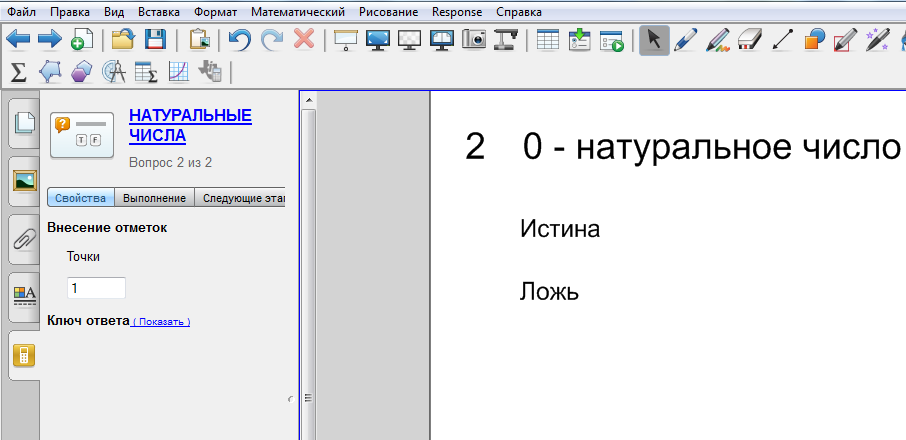 Файл Правка Вид Вставка Формат Математический Рисование Response Справка
НАТУРАЛЬНЫЕ
ЧИСЛА
Вопрос 2 из 2
Свойства Выполнение Следующие эта
Внесение отметок
Точки
1
Ключ ответа ( Показать )
2 0 - натуральное число
Истина
Ложь